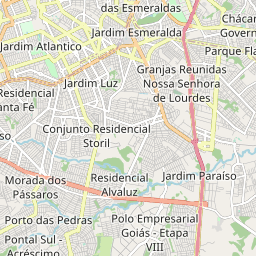 das Esmeraldas
Jardim Esmeralda
Chácar
Jardim Atlantico
Parque Flam
Granjas Reunidas
Nossa Senhora
de Lourdes
Jardim Luz
Residencial
anta Fé
Conjunto Residencial
Storil
so
Residencial
Alvaluz
Jardim Paraíso
Morada dos
Pássaros
Porto das Pedras
Polo Empresarial
Goiás - Etapa
VIII
Pontal Sul -
Acréscimo